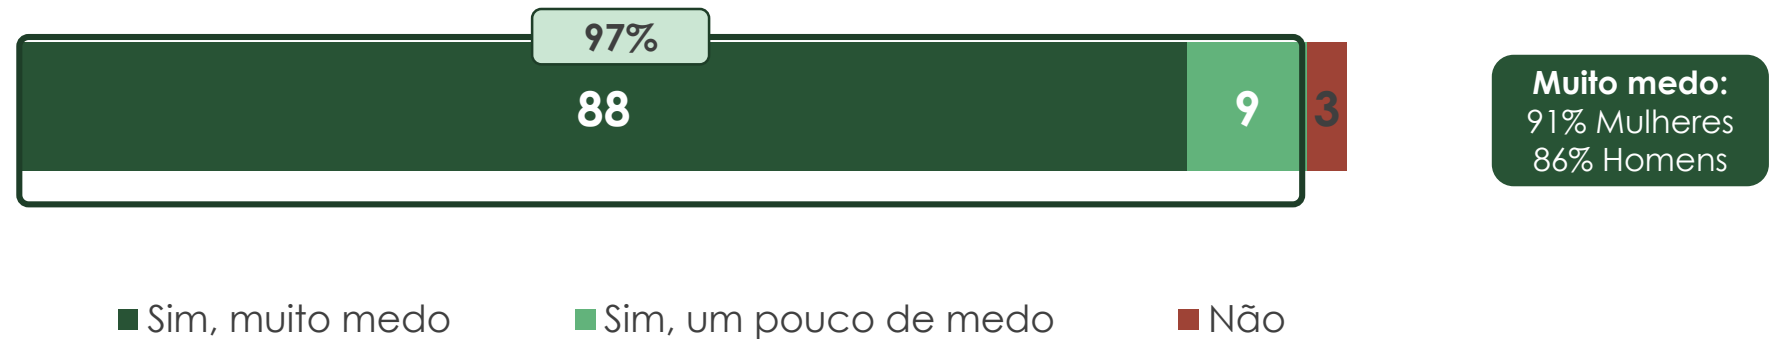 97%
88
9
3
Muito medo:
91% Mulheres
86% Homens
Sim, muito medo
Sim, um pouco de medo
Não